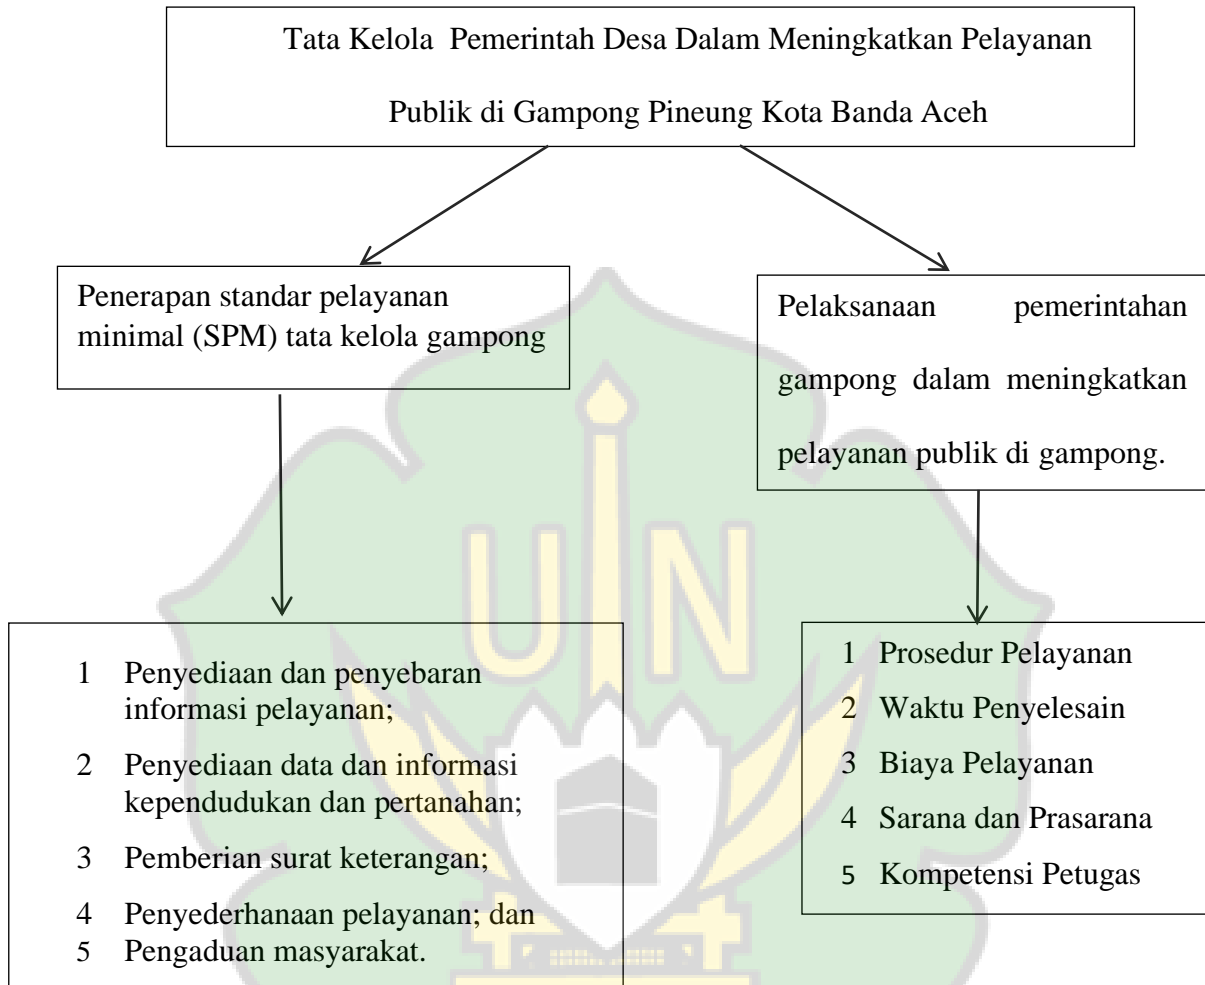 Tata Kelola Pemerintah Desa Dalam Meningkatkan Pelayanan
Publik di Gampong Pineung Kota Banda Aceh
Penerapan standar pelayanan
minimal (SPM) tata kelola gampong
Pelaksanaan pemerintahan
gampong dalam meningkatkan
pelayanan publik di gampong.
1 Penyediaan dan penyebaran
informasi pelayanan;
2 Penyediaan data dan informasi
kependudukan dan pertanahan;
3 Pemberian surat keterangan;
4 Penyederhanaan pelayanan; dan
5 Pengaduan masyarakat.
1 Prosedur Pelayanan
2 Waktu Penyelesain
3 Biaya Pelayanan
4 Sarana dan Prasarana
5 Kompetensi Petugas
UIN